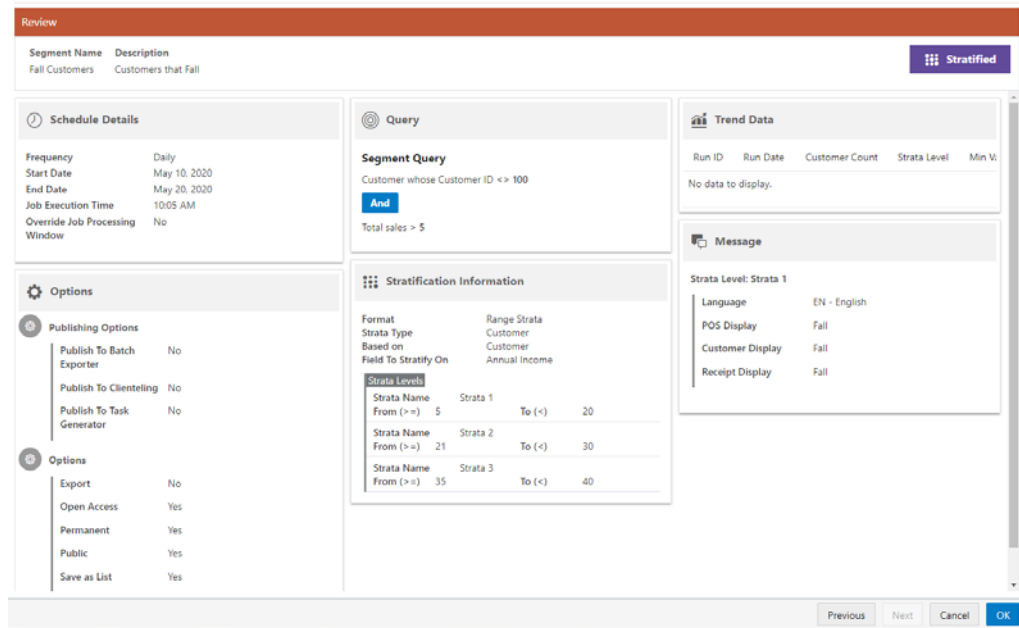 Review
Segment Name Description
Fall Customers Customers that Fall
Stratified
Schedule Details
Frequency Daily
Start Date May 10, 2020
End Date May 20, 2020
Job Execution Time 10:05 AM
Override Job Processing No
Window
Options
Publishing Options
Publish To Batch No
Exporter
Publish To Clienteling No
Publish To Task No
Generator
Options
Export No
Open Access Yes
Permanent Yes
Public Yes
Save as List Yes
Query
Segment Query
Customer whose Customer ID <> 100
And
Total sales > 5
Stratification Information
Format Range Strata
Strata Type Customer
Based on Customer
Field To Stratify On Annual Income
Strata Levels
Strata Name Strata 1
From (>=) 5 To (<) 20
Strata Name Strata 2
From (>=) 21 To (<) 30
Strata Name Strata 3
From (>=) 35 To (<) 40
Trend Data
Run ID Run Date Customer Count Strata Level Min
No data to display.
Message
Strata Level: Strata 1
Language EN - English
POS Display Fall
Customer Display Fall
Receipt Display Fall
Previous Next Cancel OK